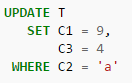 UPDATE T
SET C1 = 9,
C3 = 4
WHERE C2 = 'a'